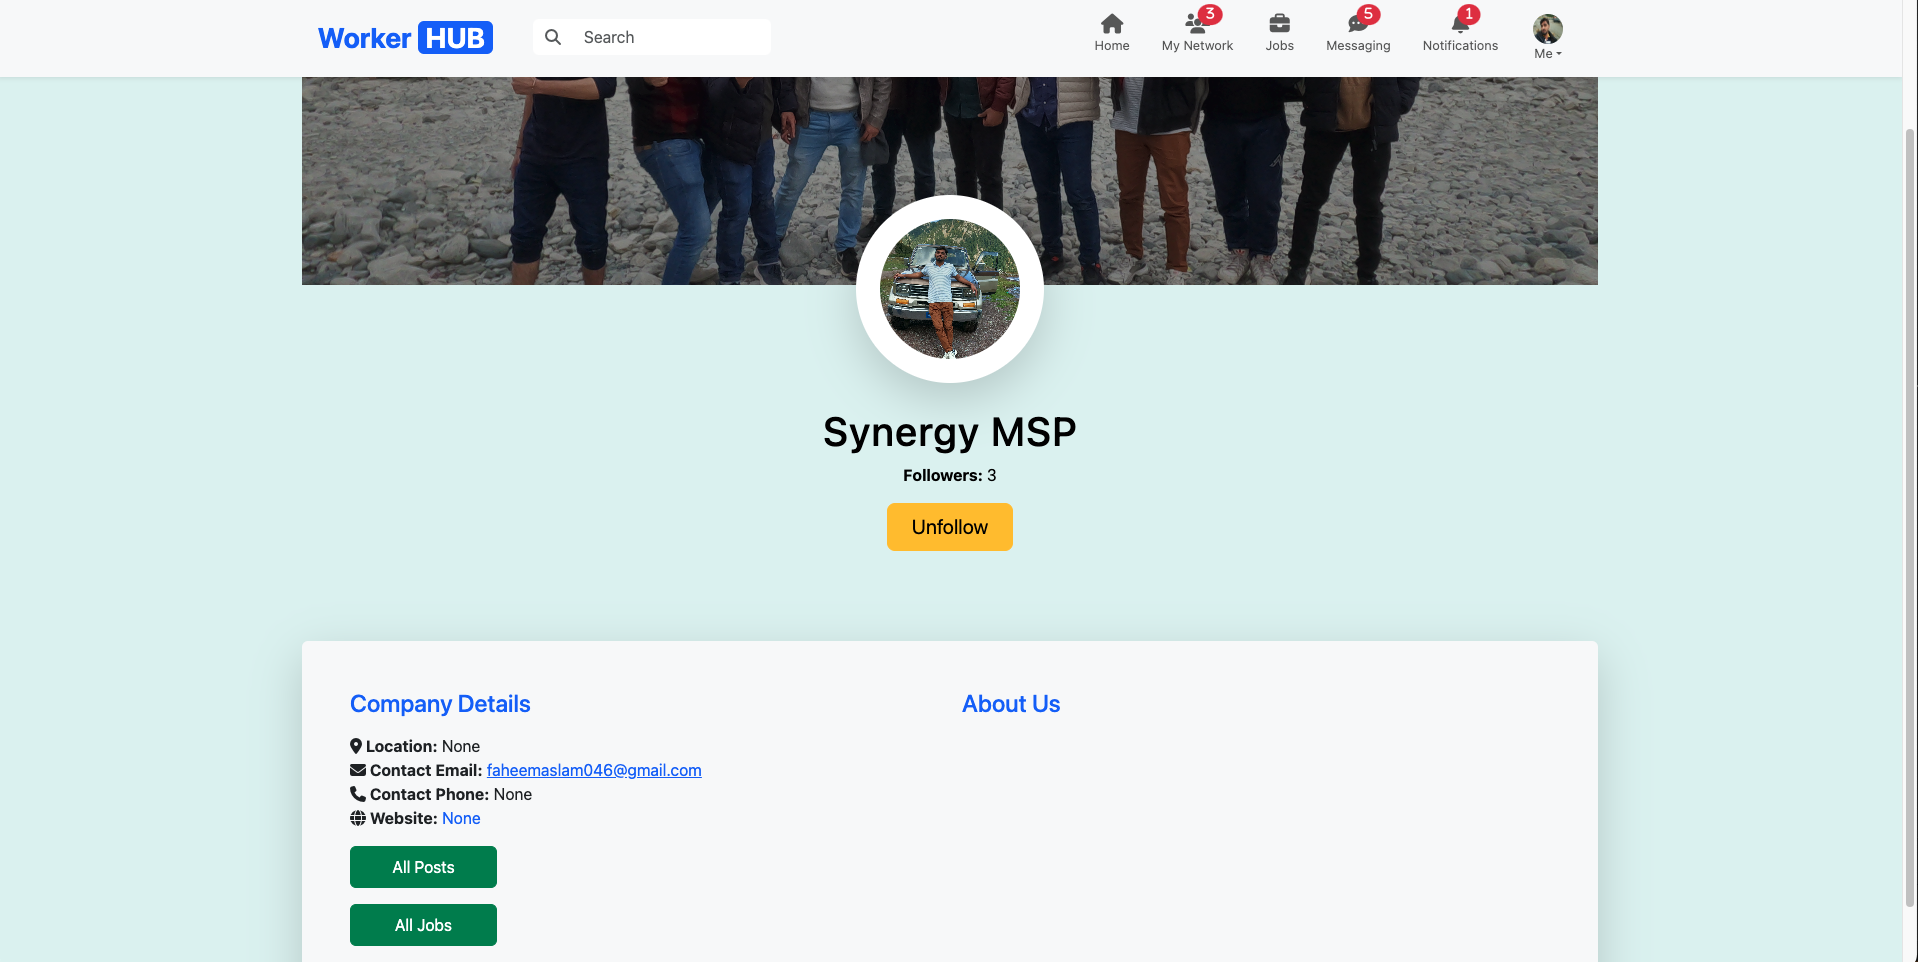 Worker HUB
Search
Home
3
My Network
Jobs
5
Messaging
1
Notifications
Me
Synergy MSP
Followers: 3
Unfollow
Company Details
Location: None
Contact Email: faheemaslam046@gmail.com
Contact Phone: None
Website: None
All Posts
All Jobs
About Us